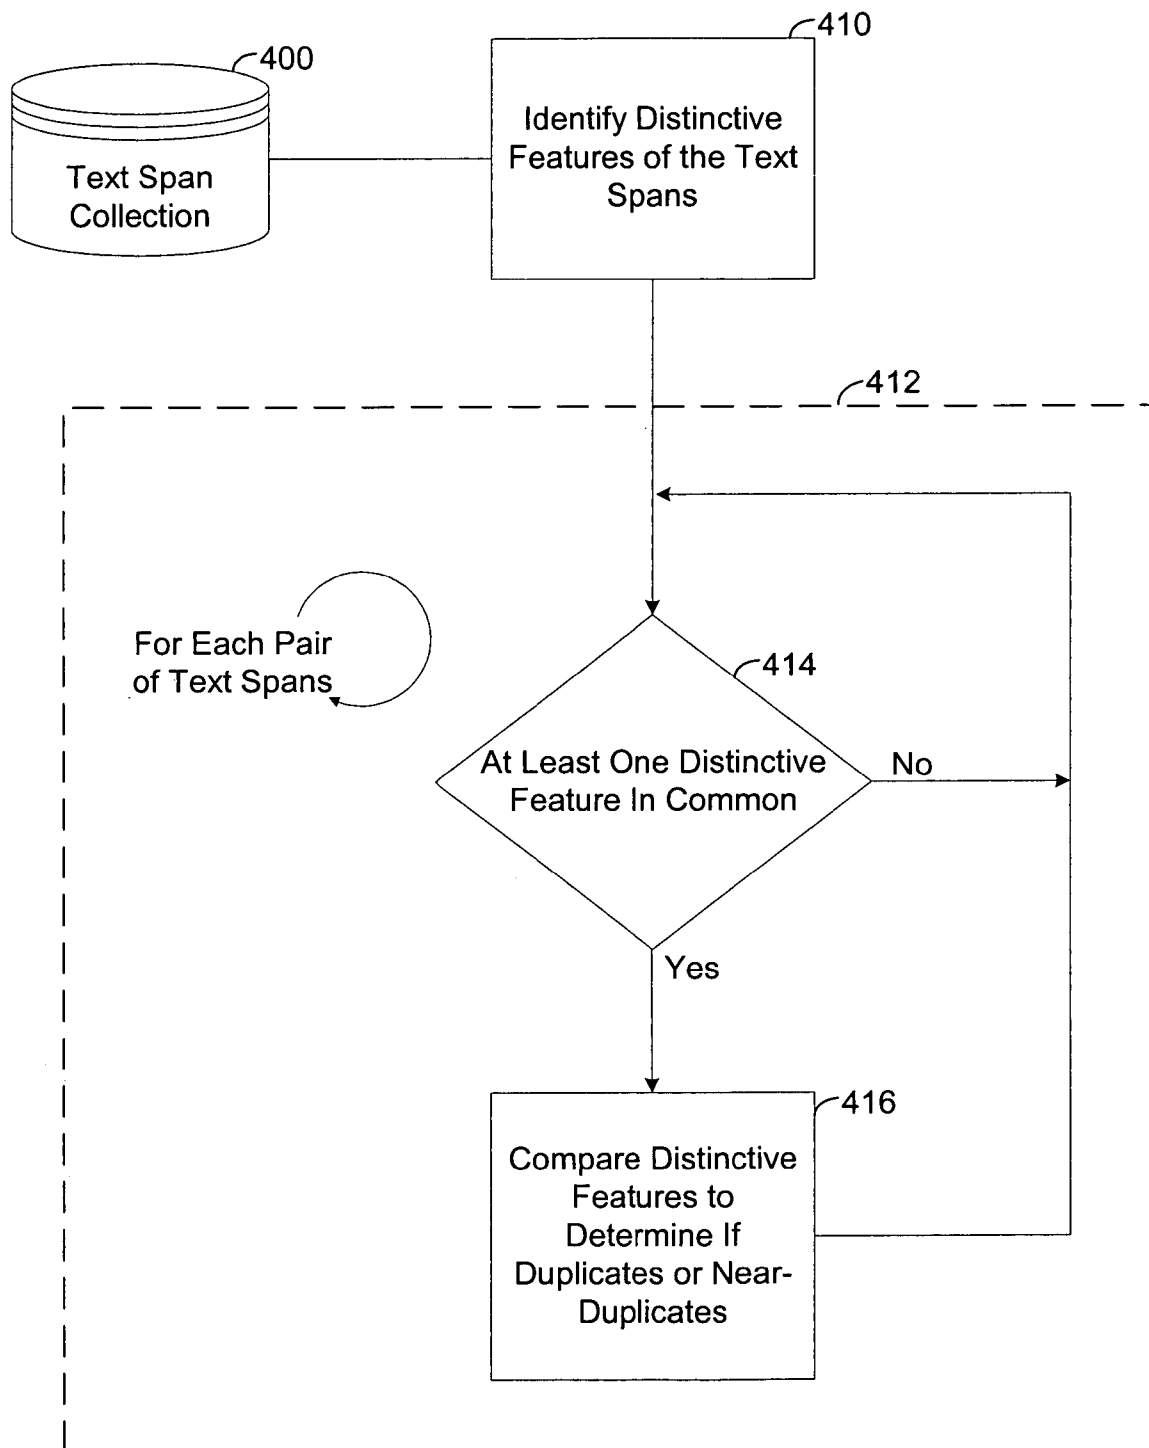 410
400
Identify Distinctive
Features of the Text
Spans
Text Span
Collection
412
For Each Pair
of Text Spans
414
At Least One Distinctive
Feature In Common
No
Yes
416
Compare Distinctive
Features to
Determine If
Duplicates or Near-
Duplicates